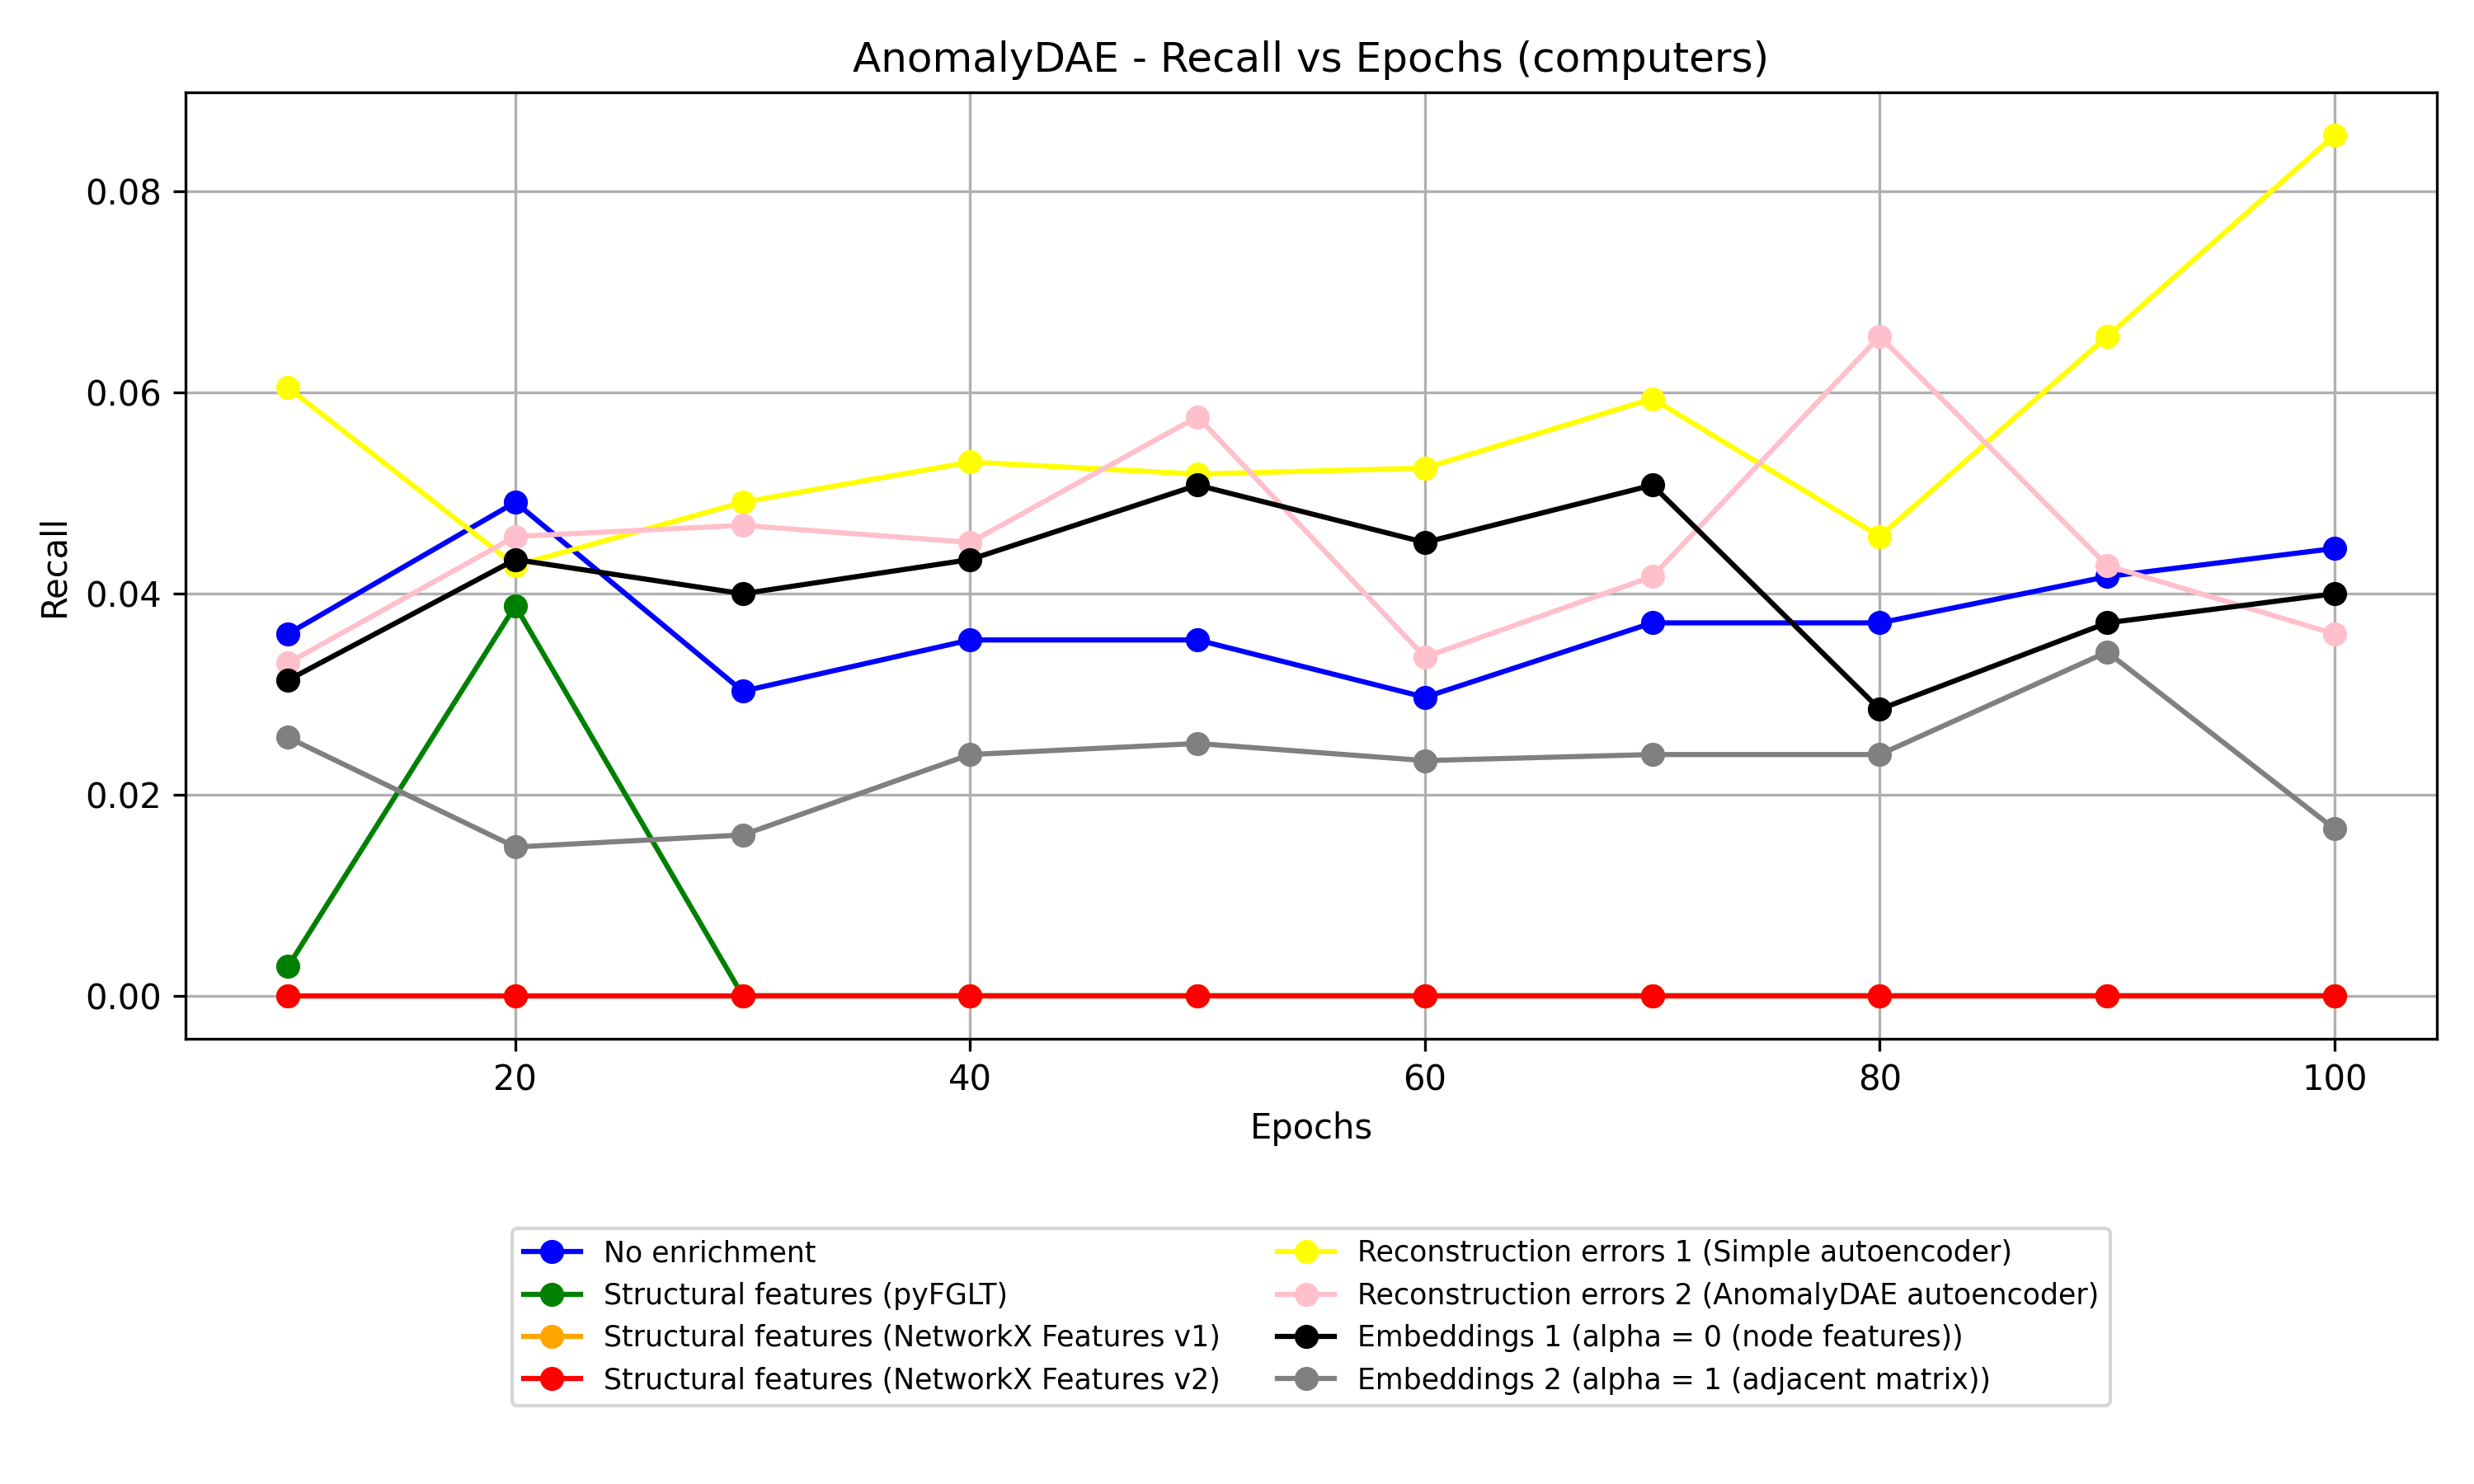 AnomalyDAE - Recall vs Epochs (computers)
Recall
0.08
0.06
0.04
0.02
0.00
20 40 60 80 100
Epochs
No enrichment
Structural features (pyFGLT)
Structural features (NetworkX Features v1)
Structural features (NetworkX Features v2)
Reconstruction errors 1 (Simple autoencoder)
Reconstruction errors 2 (AnomalyDAE autoencoder)
Embeddings 1 (alpha = 0 (node features))
Embeddings 2 (alpha = 1 (adjacent matrix))